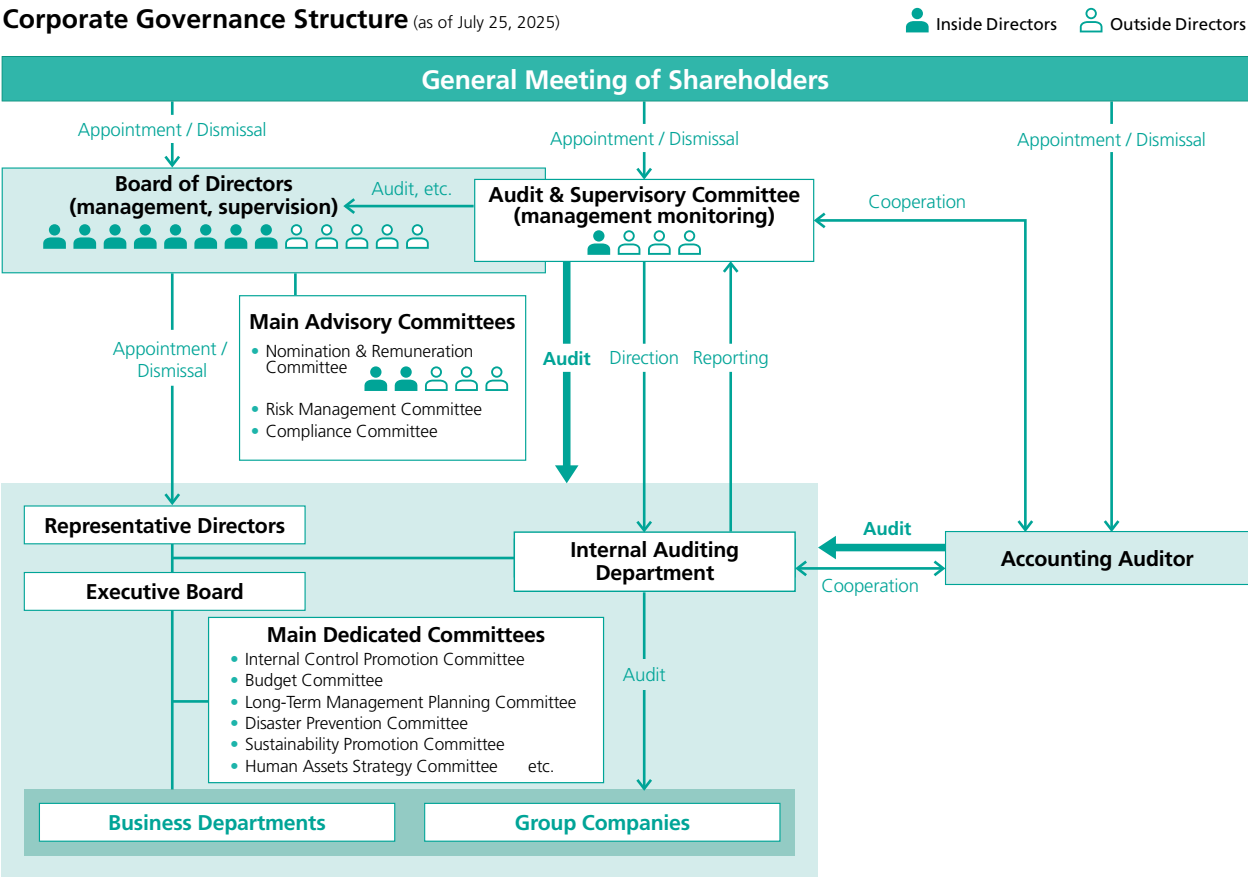 Corporate Governance Structure (as of July 25, 2025)
Inside Directors
Outside Directors
General Meeting of Shareholders
Appointment / Dismissal
Appointment / Dismissal
Appointment / Dismissal
Board of Directors
(management, supervision)
Audit, etc.
Audit & Supervisory Committee
(management monitoring)
Cooperation
Main Advisory Committees
• Nomination & Remuneration
Committee
• Risk Management Committee
• Compliance Committee
Appointment /
Dismissal
Audit
Direction
Reporting
Representative Directors
Executive Board
Internal Auditing
Department
Audit
Cooperation
Accounting Auditor
Main Dedicated Committees
• Internal Control Promotion Committee
• Budget Committee
• Long-Term Management Planning Committee
• Disaster Prevention Committee
• Sustainability Promotion Committee
• Human Assets Strategy Committee etc.
Audit
Business Departments
Group Companies